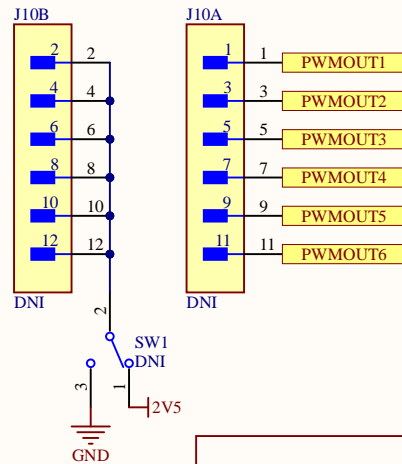 J10B J10A
2 2 1 1 PWMOUT1
4 4 3 3 PWMOUT2
6 6 5 5 PWMOUT3
8 8 7 7 PWMOUT4
10 10 9 9 PWMOUT5
12 12 11 11 PWMOUT6
DNI DNI
2
SW1
DNI
3 1
2V5
GND